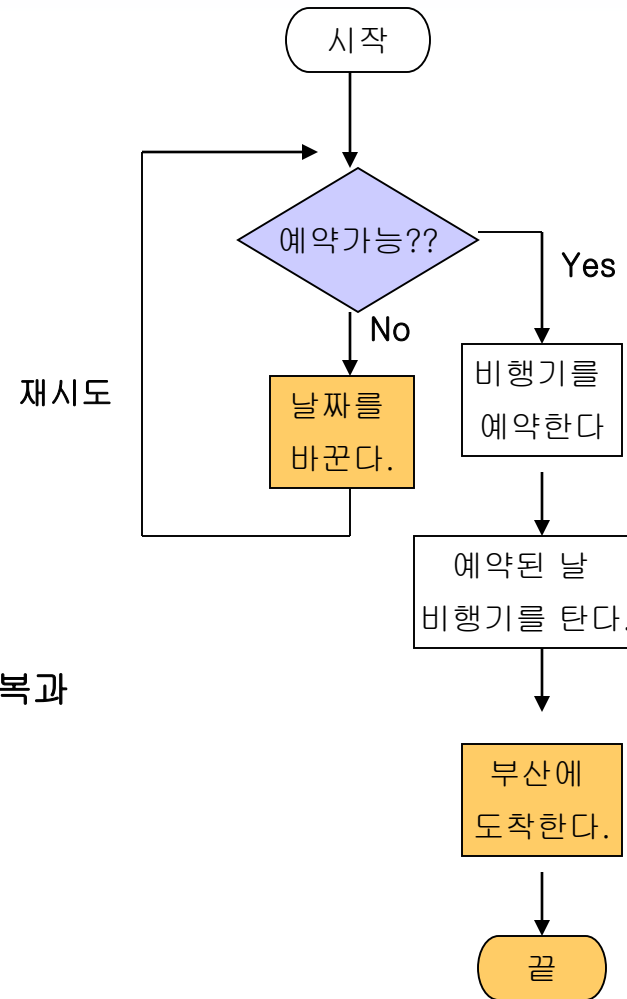 시작
예약가능??
Yes
No
비행기를
예약한다
재시도
날짜를
바꾼다.
예약된 날
비행기를 탄다.
복과
부산에
도착한다.
끝